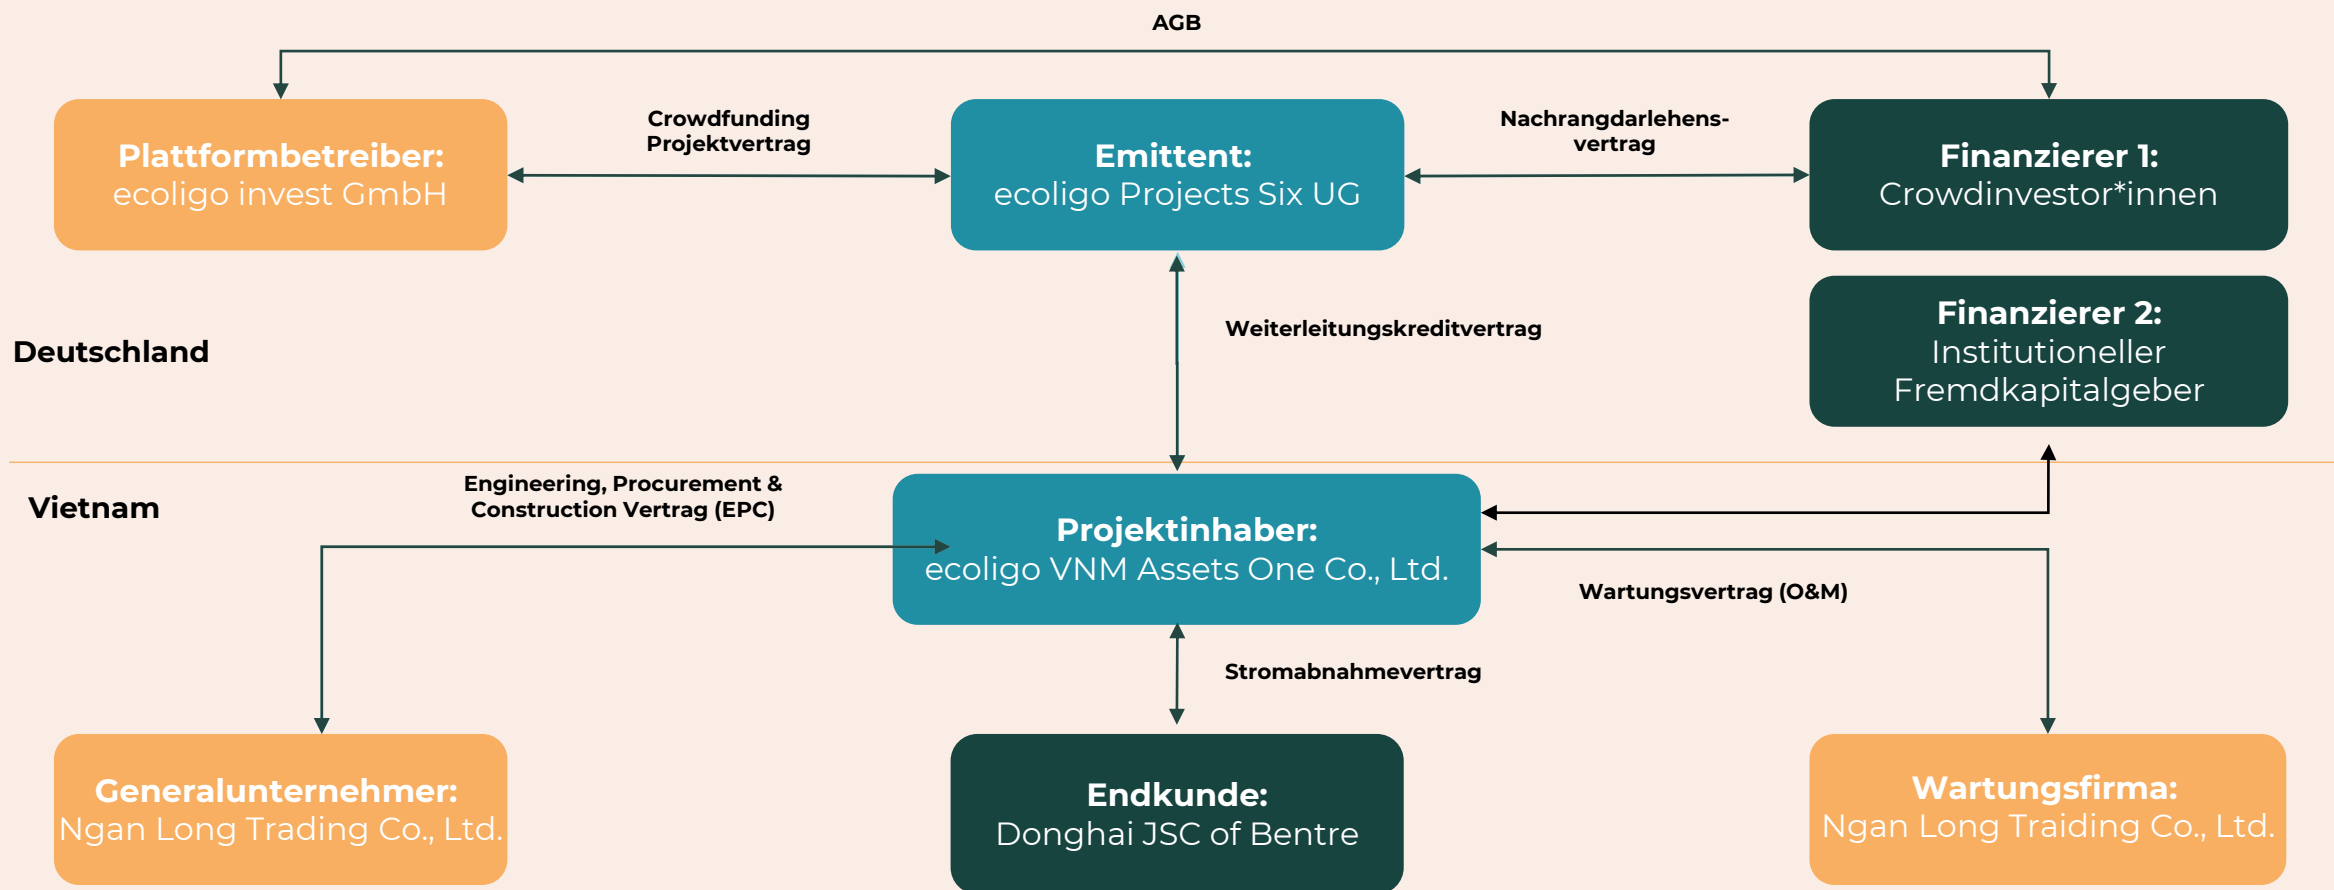 AGB
Plattformbetreiber:
ecoligo invest GmbH
Crowdfunding
Projektvertrag
Emittent:
ecoligo Projects Six UG
Nachrangdarlehens-
vertrag
Finanzierer 1:
Crowdinvestor*innen
Finanzierer 2:
Institutioneller
Fremdkapitalgeber
Weiterleitungskreditvertrag
Deutschland
Vietnam
Engineering, Procurement &
Construction Vertrag (EPC)
Projektinhaber:
ecoligo VNM Assets One Co., Ltd.
Wartungsvertrag (O&M)
Stromabnahmevertrag
Generalunternehmer:
Ngan Long Trading Co., Ltd.
Endkunde:
Donghai JSC of Bentre
Wartungsfirma:
Ngan Long Traiding Co., Ltd.